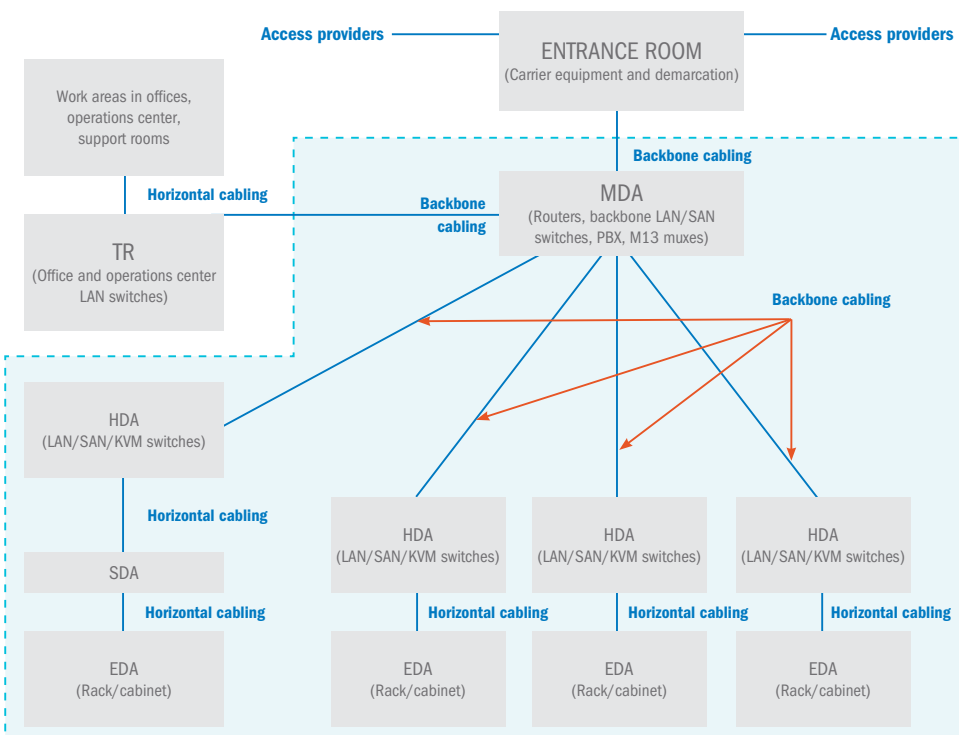 Access providers
ENTRANCE ROOM
(Carrier equipment and demarcation)
Access providers
Work areas in offices,
operations center,
support rooms
Backbone cabling
Horizontal cabling
Backbone
cabling
MDA
(Routers, backbone LAN/SAN
switches, PBX, M13 muxes)
TR
(Office and operations center
LAN switches)
Backbone cabling
HDA
(LAN/SAN/KVM switches)
Horizontal cabling
SDA
HDA
(LAN/SAN/KVM switches)
HDA
(LAN/SAN/KVM switches)
HDA
(LAN/SAN/KVM switches)
Horizontal cabling
Horizontal cabling
Horizontal cabling
Horizontal cabling
EDA
(Rack/cabinet)
EDA
(Rack/cabinet)
EDA
(Rack/cabinet)
EDA
(Rack/cabinet)